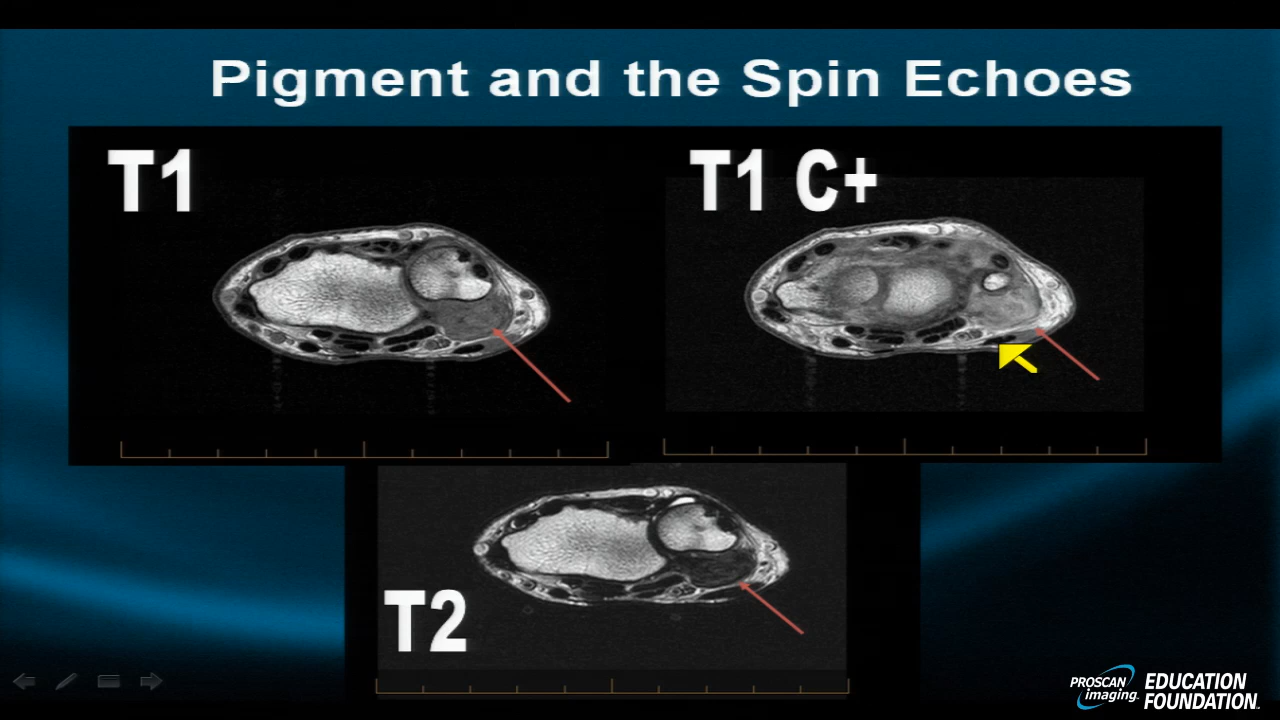 Pigment and the Spin Echoes
T1
T1 C+
T2
PROSCAN
imaging
EDUCATION
FOUNDATION